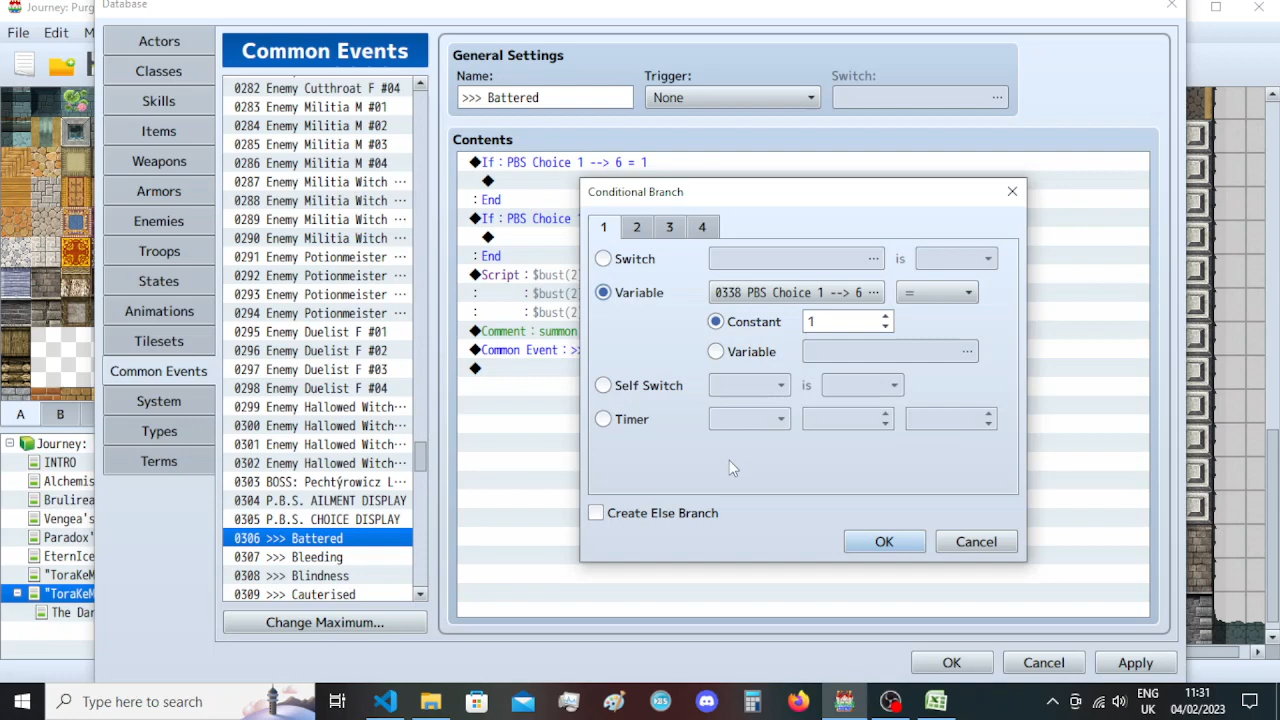 Journey: Purg
Database
File Edit M
Actors
Classes
Skills
Items
Weapons
Armors
Enemies
Troops
States
Animations
Tilesets
Common Events
System
Types
Terms
A B
Journey:
INTRO
Alchemis
Brulirea
Vengea's
Paradox'
EternIce
"ToraKeM
"ToraKeM
The Dar
Common Events
0282 Enemy Cutthroat F #04
0283 Enemy Militia M #01
0284 Enemy Militia M #02
0285 Enemy Militia M #03
0286 Enemy Militia M #04
0287 Enemy Militia Witch ···
0288 Enemy Militia Witch ···
0289 Enemy Militia Witch ···
0290 Enemy Militia Witch ···
0291 Enemy Potionmeister ···
0292 Enemy Potionmeister ···
0293 Enemy Potionmeister ···
0294 Enemy Potionmeister ···
0295 Enemy Duelist F #01
0296 Enemy Duelist F #02
0297 Enemy Duelist F #03
0298 Enemy Duelist F #04
0299 Enemy Hallowed Witch···
0300 Enemy Hallowed Witch···
0301 Enemy Hallowed Witch···
0302 Enemy Hallowed Witch···
0303 BOSS: Pechtýrowicz L···
0304 P.B.S. AILMENT DISPLAY
0305 P.B.S. CHOICE DISPLAY
0306 >>> Battered
0307 >>> Bleeding
0308 >>> Blindness
0309 >>> Cauterised
Change Maximum...
General Settings
Name: Trigger: Switch:
>>> Battered None ···
Contents
◆If：PBS Choice 1 --> 6 = 1
◆
：End
◆If：PBS Choice 1
◆
：End
◆Script：$bust(2)
： ：$bust(2)
： ：$bust(2)
◆Comment：summon
◆Common Event：>>
◆
Conditional Branch
1 2 3 4
Switch ··· is
Variable 0338 PBS Choice 1 --> 6 ··· =
Constant 1
Variable ···
Self Switch is
Timer
Create Else Branch
OK Cancel
OK Cancel Apply
Type here to search
ENG
UK
11:31
04/02/2023